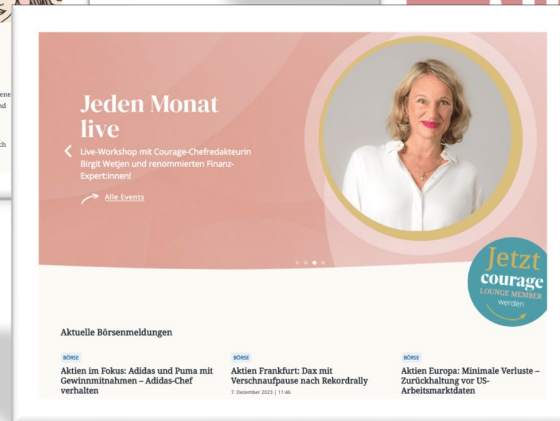 ene
nd
ch
Jeden Monat
live
Live-Workshop mit Courage-Chefredakteurin
Birgit Wetjen und renommierten Finanz-
Expert:innen!
Alle Events
Jetzt
courage
LOUNGE MEMBER
werden
Aktuelle Börsenmeldungen
BÖRSE
Aktien im Fokus: Adidas und Puma mit
Gewinnmitnahmen – Adidas-Chef
verhalten
BÖRSE
Aktien Frankfurt: Dax mit
Verschnaufpause nach Rekordrally
7. Dezember 2023 | 11:46
BÖRSE
Aktien Europa: Minimale Verluste –
Zurückhaltung vor US-
Arbeitsmarktdaten